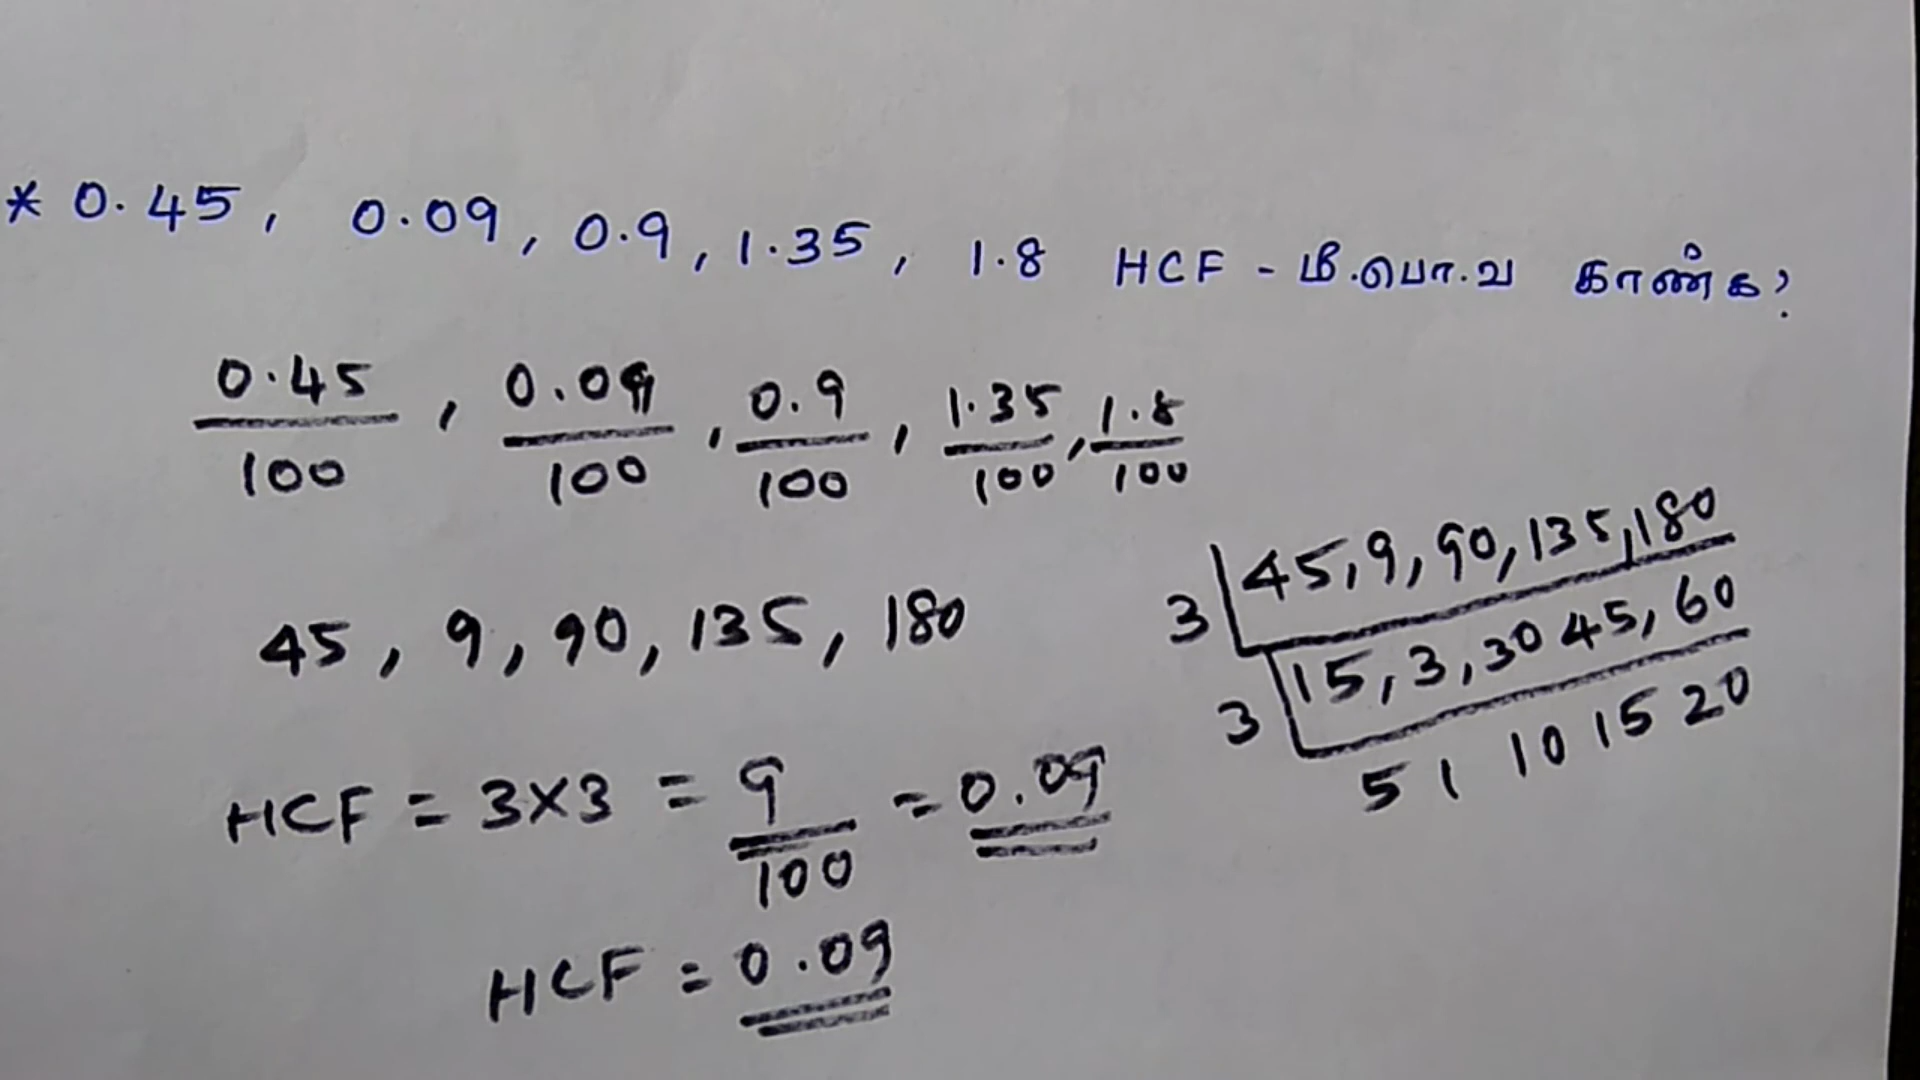 * 0.45, 0.09, 0.9, 1.35, 1.8 HCF - மீ.பொ.வ காண்க?
0.45/100, 0.09/100, 0.9/100, 1.35/100, 1.8/100
45, 9, 90, 135, 180
HCF = 3×3 = 9/100 = 0.09
HCF = 0.09
3 | 45, 9, 90, 135, 180
3 | 15, 3, 30 45, 60
5 1 10 15 20